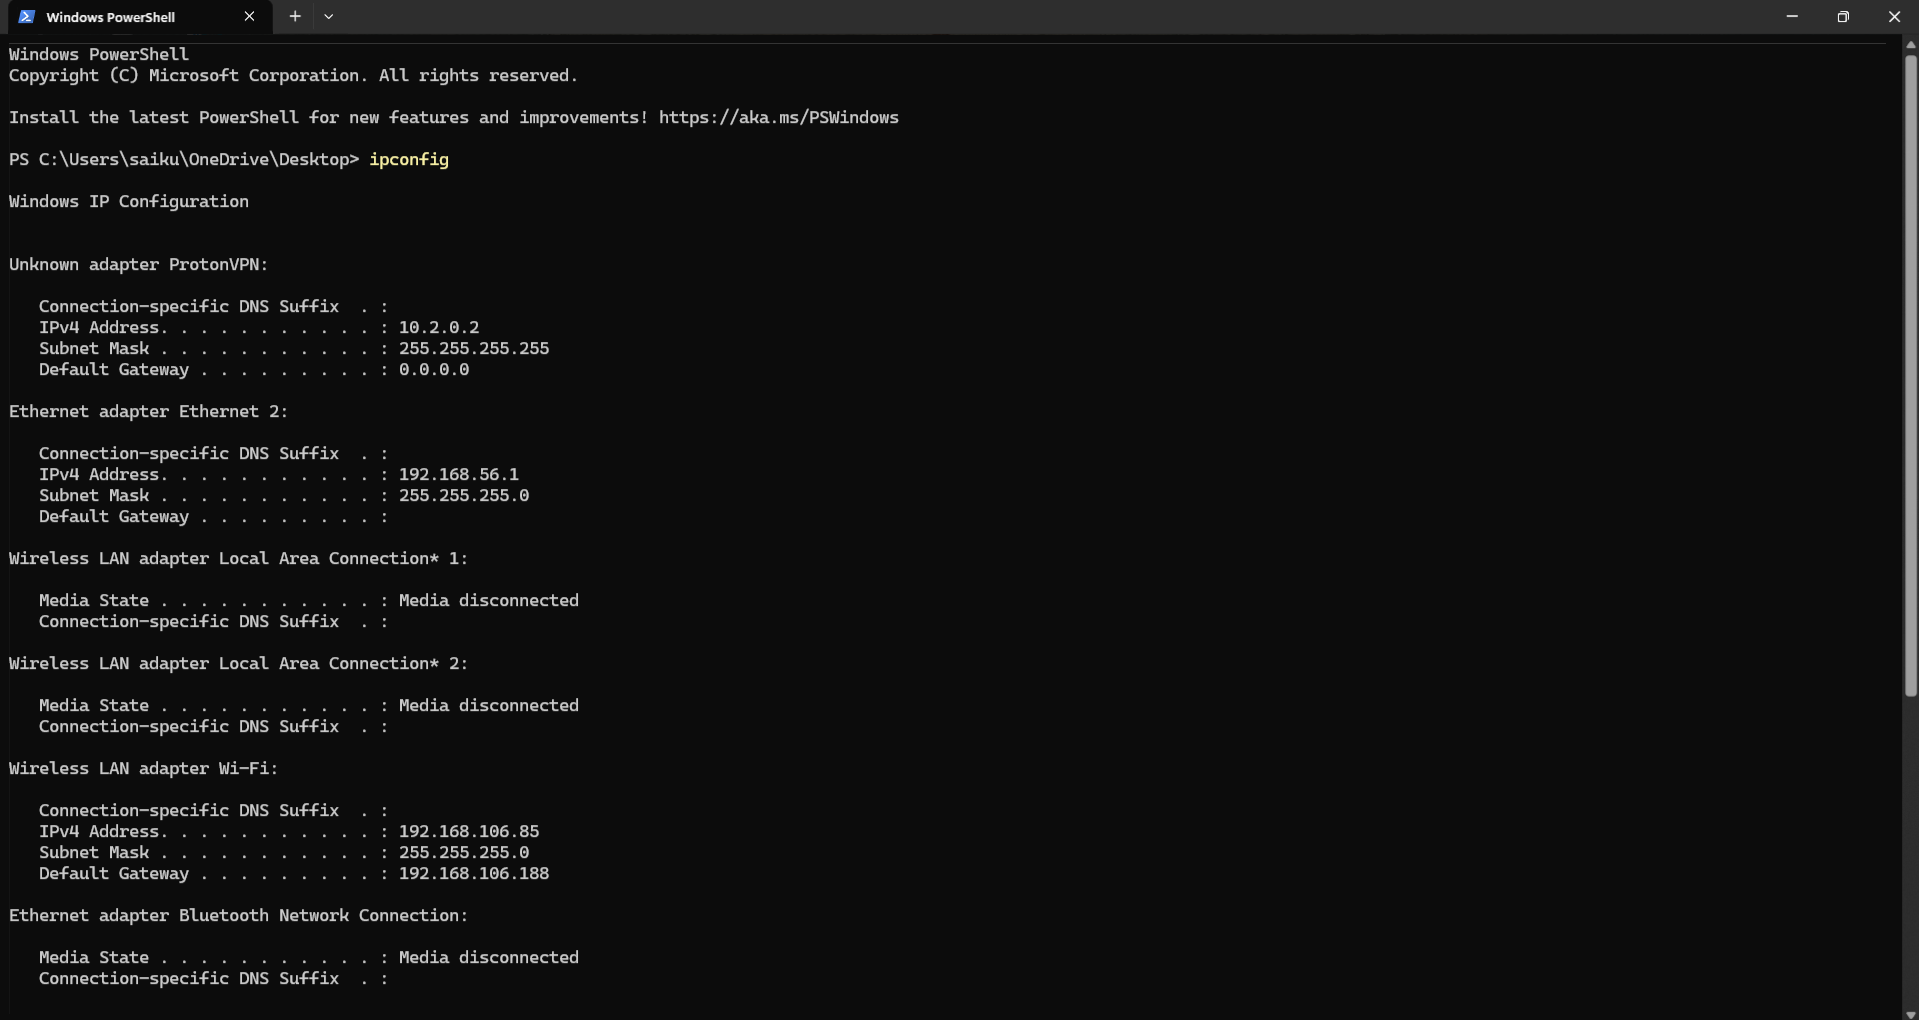 Windows PowerShell
Windows PowerShell
Copyright (C) Microsoft Corporation. All rights reserved.
Install the latest PowerShell for new features and improvements! https://aka.ms/PSWindows
PS C:\Users\saiku\OneDrive\Desktop> ipconfig
Windows IP Configuration
Unknown adapter ProtonVPN:
   Connection-specific DNS Suffix  . :
   IPv4 Address. . . . . . . . . . . : 10.2.0.2
   Subnet Mask . . . . . . . . . . . : 255.255.255.255
   Default Gateway . . . . . . . . . : 0.0.0.0
Ethernet adapter Ethernet 2:
   Connection-specific DNS Suffix  . :
   IPv4 Address. . . . . . . . . . . : 192.168.56.1
   Subnet Mask . . . . . . . . . . . : 255.255.255.0
   Default Gateway . . . . . . . . . :
Wireless LAN adapter Local Area Connection* 1:
   Media State . . . . . . . . . . . : Media disconnected
   Connection-specific DNS Suffix  . :
Wireless LAN adapter Local Area Connection* 2:
   Media State . . . . . . . . . . . : Media disconnected
   Connection-specific DNS Suffix  . :
Wireless LAN adapter Wi-Fi:
   Connection-specific DNS Suffix  . :
   IPv4 Address. . . . . . . . . . . : 192.168.106.85
   Subnet Mask . . . . . . . . . . . : 255.255.255.0
   Default Gateway . . . . . . . . . : 192.168.106.188
Ethernet adapter Bluetooth Network Connection:
   Media State . . . . . . . . . . . : Media disconnected
   Connection-specific DNS Suffix  . :